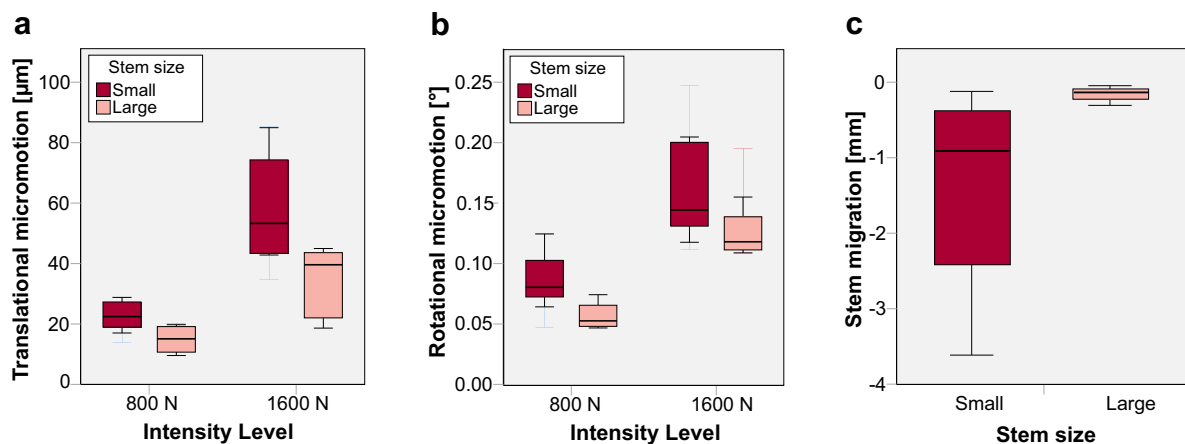 a
Translational micromotion [µm]
100
80
60
40
20
0
Stem size
Small
Large
800 N
1600 N
Intensity Level
b
Rotational micromotion [°]
0.25
0.20
0.15
0.10
0.05
0.00
Stem size
Small
Large
800 N
1600 N
Intensity Level
c
Stem migration [mm]
0
-1
-2
-3
-4
Small
Large
Stem size